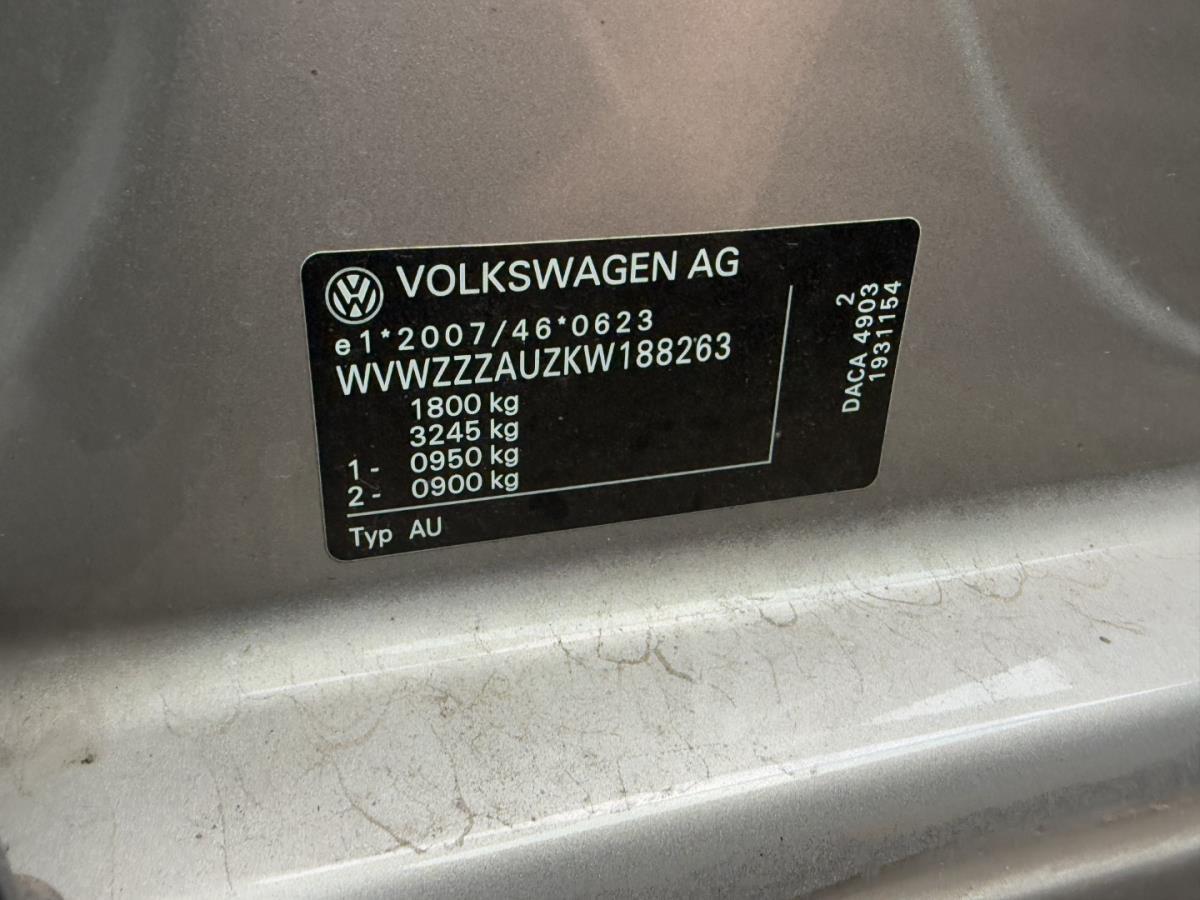 VOLKSWAGEN AG
e1*2007/46*0623
WVWZZZAUZKW188263
1800 kg
3245 kg
1 - 0950 kg
2 - 0900 kg
Typ AU
2
DACA 4903
1931154